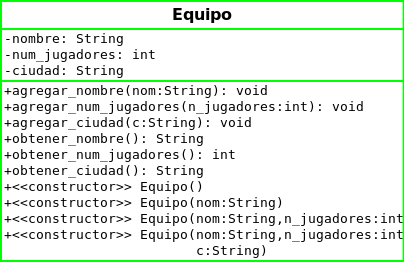 Equipo
-nombre: String
-num_jugadores: int
-ciudad: String
+agregar_nombre(nom:String): void
+agregar_num_jugadores(n_jugadores:int): void
+agregar_ciudad(c:String): void
+obtener_nombre(): String
+obtener_num_jugadores(): int
+obtener_ciudad(): String
+<<constructor>> Equipo()
+<<constructor>> Equipo(nom:String)
+<<constructor>> Equipo(nom:String,n_jugadores:int
+<<constructor>> Equipo(nom:String,n_jugadores:int
c:String)